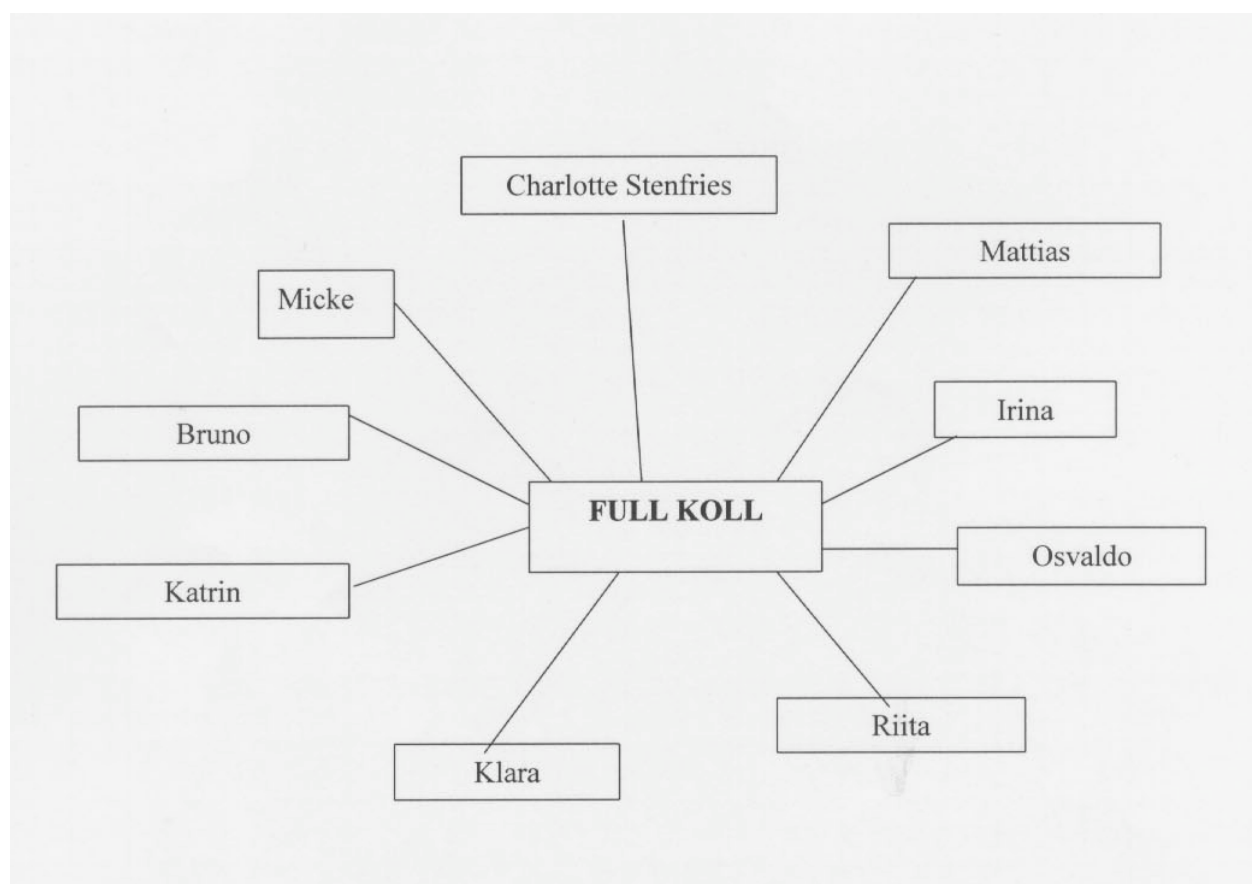 Charlotte Stenfries
Mattias
Micke
Irina
Bruno
FULL KOLL
Osvaldo
Katrin
Riita
Klara